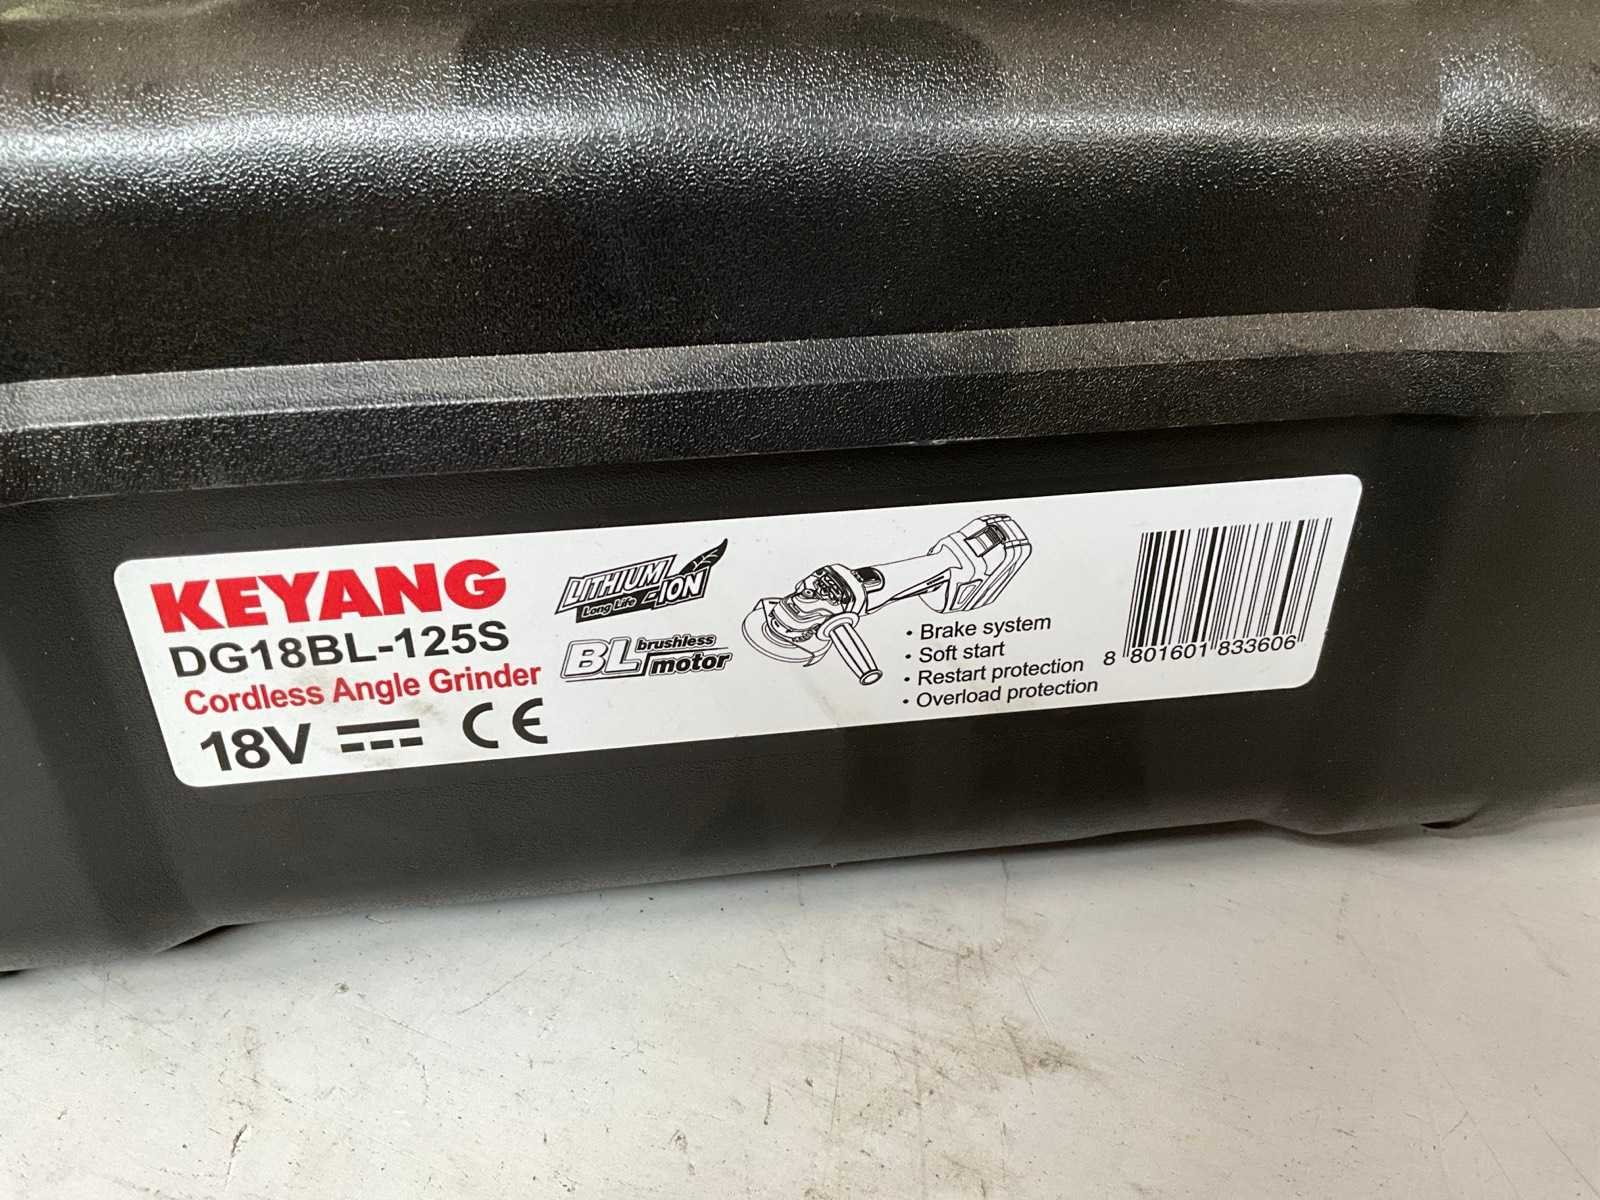 KEYANG
DG18BL-125S
Cordless Angle Grinder
18V
CE
LITHIUM
Long Life -ION
BL brushless
motor
• Brake system
• Soft start
• Restart protection
• Overload protection
8 801601 833606